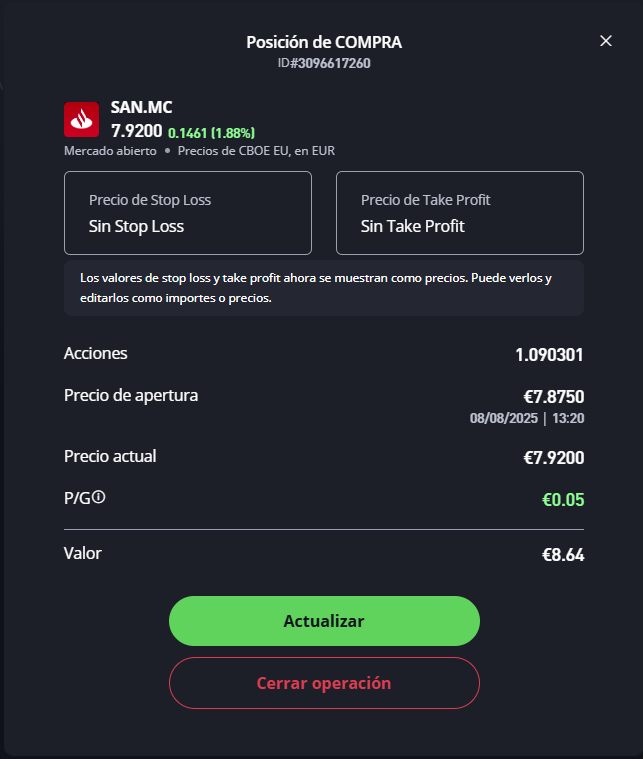 Posición de COMPRA
ID#3096617260
SAN.MC
7.9200 0.1461 (1.88%)
Mercado abierto • Precios de CBOE EU, en EUR
Precio de Stop Loss
Sin Stop Loss
Precio de Take Profit
Sin Take Profit
Los valores de stop loss y take profit ahora se muestran como precios. Puede verlos y
editarlos como importes o precios.
Acciones 1.090301
Precio de apertura €7.8750
08/08/2025 | 13:20
Precio actual €7.9200
P/G €0.05
Valor €8.64
Actualizar
Cerrar operación